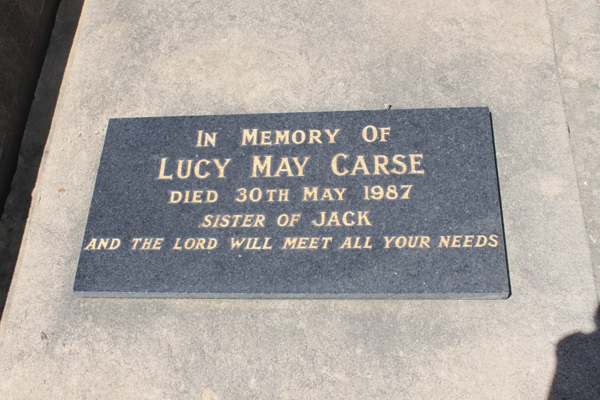 IN MEMORY OF
LUCY MAY CARSE
DIED 30TH MAY 1987
SISTER OF JACK
AND THE LORD WILL MEET ALL YOUR NEEDS